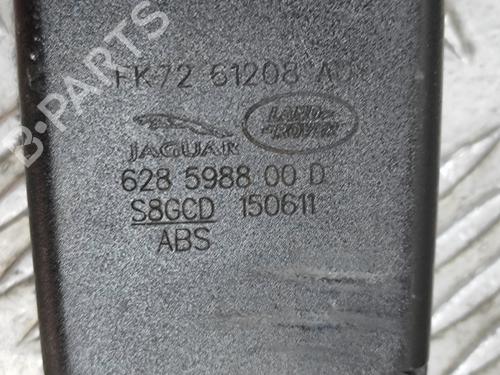 B-PARTS
FK72 61208
LAND-
-ROVER
JAGUAR
628 5988 00 D
S8GCD 150611
ABS